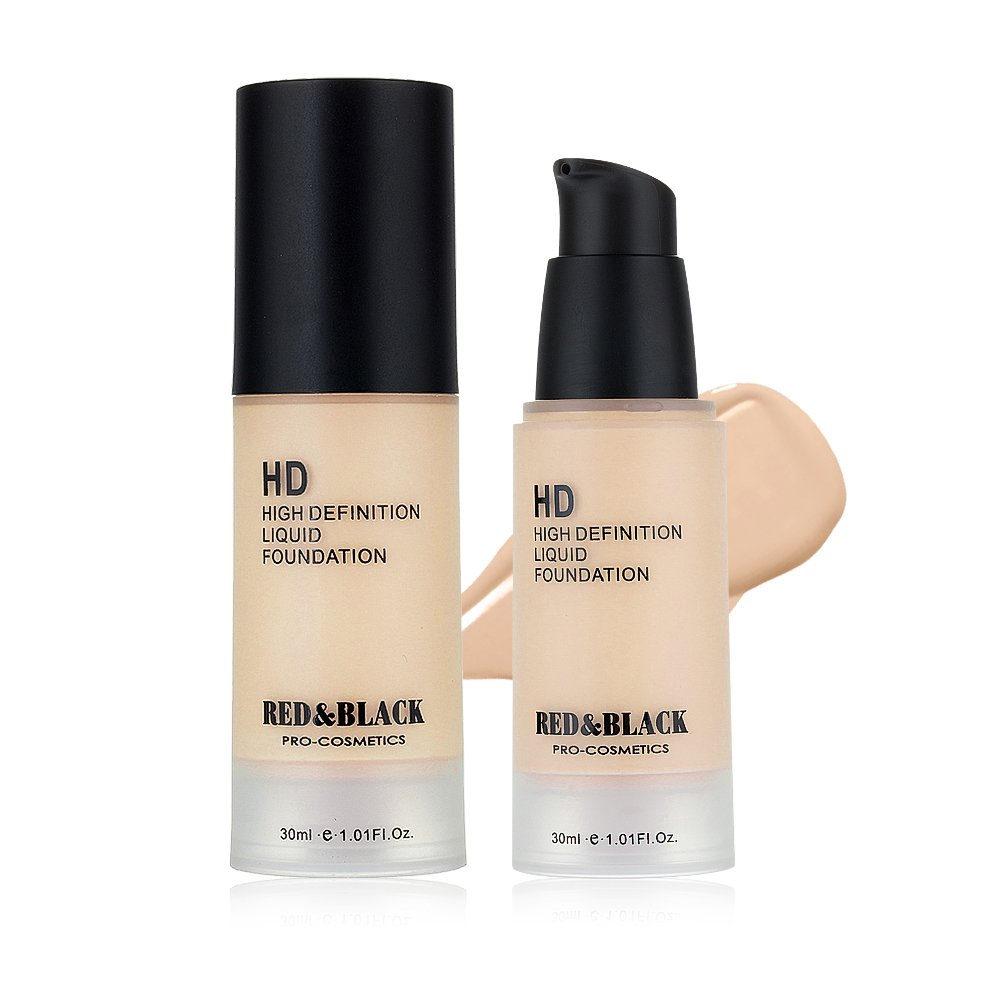 HD
HIGH DEFINITION
LIQUID
FOUNDATION
RED&BLACK
PRO-COSMETICS
30ml ·e·1.01Fl.Oz.
HD
HIGH DEFINITION
LIQUID
FOUNDATION
RED&BLACK
PRO-COSMETICS
30ml ·e·1.01Fl.Oz.